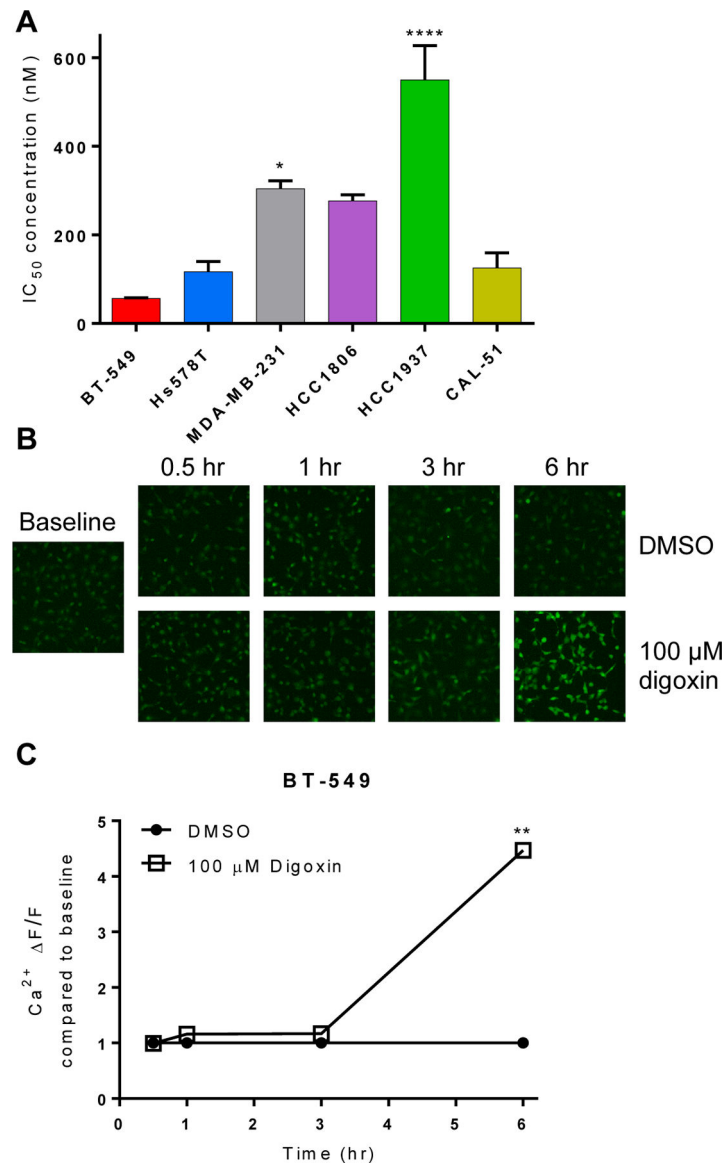 A
IC50 concentration (nM)
600
400
200
0
*
****
BT-549
Hs578T
MDA-MB-231
HCC1806
HCC1937
CAL-51
B
0.5 hr 1 hr 3 hr 6 hr
Baseline
DMSO
100 µM
digoxin
C
BT-549
Ca2+ ΔF/F
compared to baseline
5
4
3
2
1
0
DMSO
100 µM Digoxin
**
0 1 2 3 4 5 6
Time (hr)